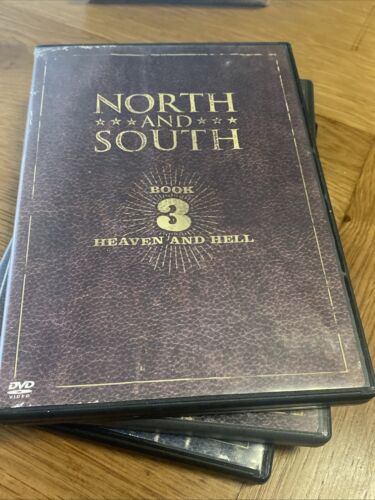 NORTH
AND
SOUTH
BOOK
3
HEAVEN AND HELL
DVD
VIDEO